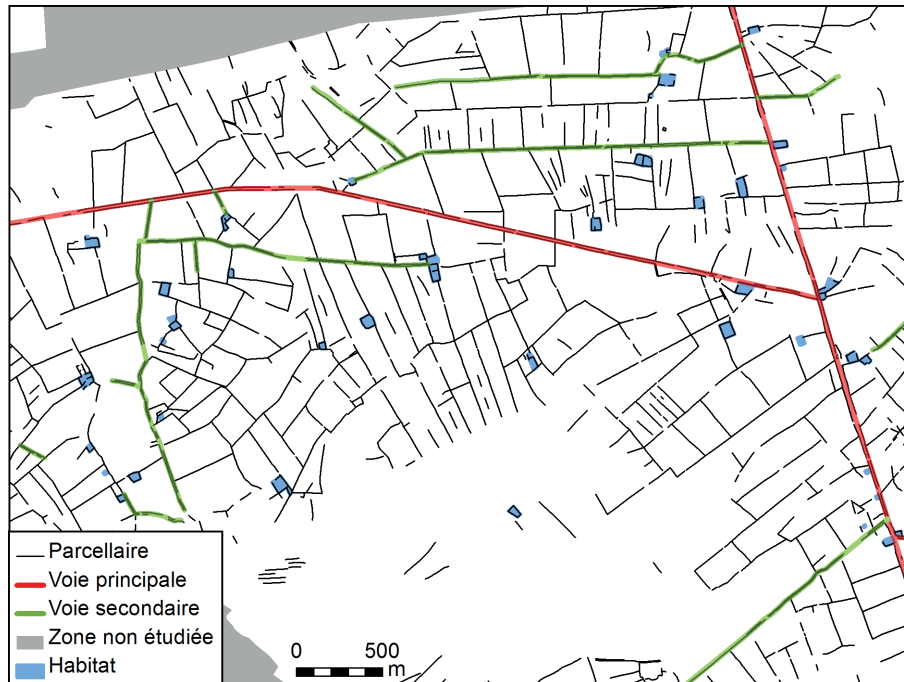 Parcellaire
Voie principale
Voie secondaire
Zone non étudiée
Habitat
0 500
m